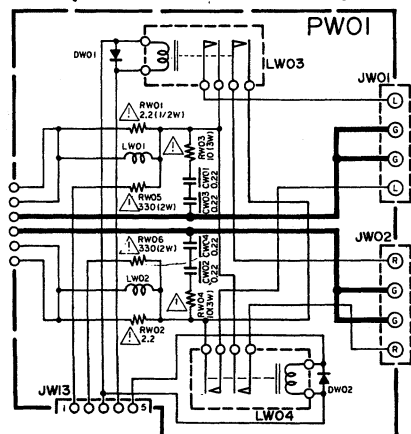 PW01
DW01
LW03
JW01
RW01
2.2(1/2W)
L
LW01
RW03
10(3W)
G
CW01
0.22
G
CW03
0.22
RW05
330(2W)
L
JW02
RW06
330(2W)
CW04
0.22
R
CW02
0.22
LW02
G
RW04
10(3W)
G
RW02
2.2
R
JW13
1
5
DW02
LW04